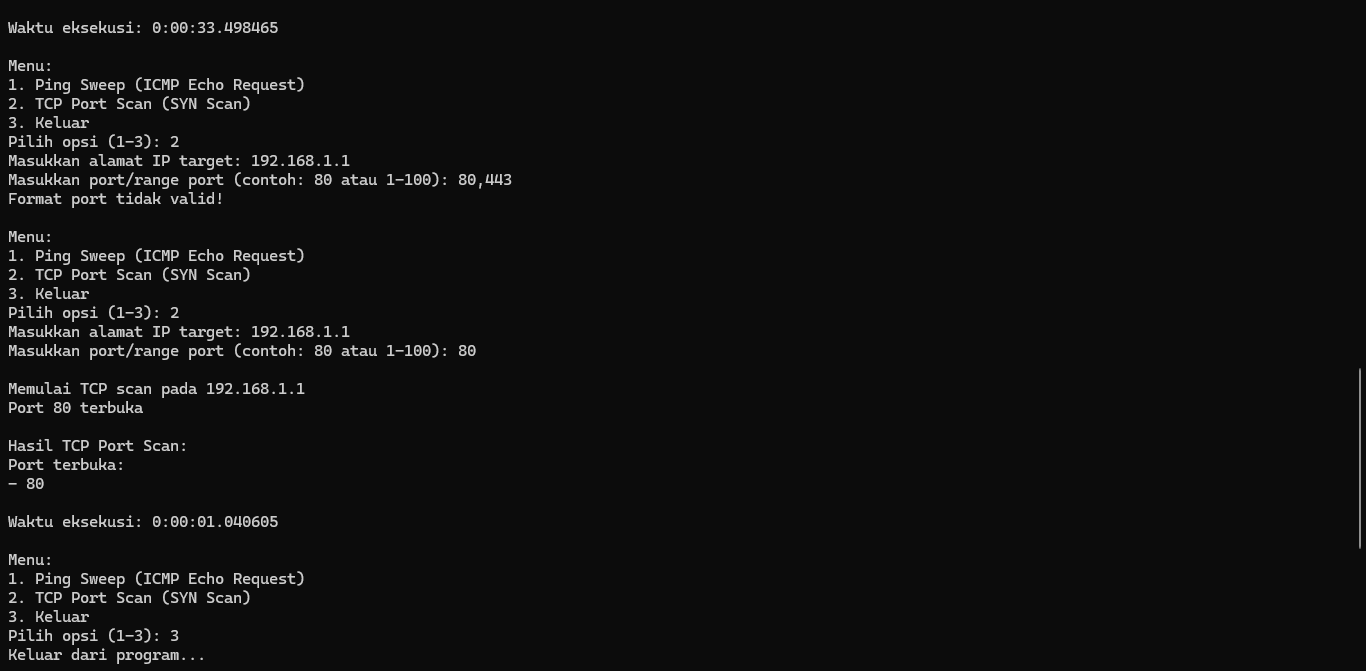 Waktu eksekusi: 0:00:33.498465
Menu:
1. Ping Sweep (ICMP Echo Request)
2. TCP Port Scan (SYN Scan)
3. Keluar
Pilih opsi (1-3): 2
Masukkan alamat IP target: 192.168.1.1
Masukkan port/range port (contoh: 80 atau 1-100): 80,443
Format port tidak valid!
Menu:
1. Ping Sweep (ICMP Echo Request)
2. TCP Port Scan (SYN Scan)
3. Keluar
Pilih opsi (1-3): 2
Masukkan alamat IP target: 192.168.1.1
Masukkan port/range port (contoh: 80 atau 1-100): 80
Memulai TCP scan pada 192.168.1.1
Port 80 terbuka
Hasil TCP Port Scan:
Port terbuka:
- 80
Waktu eksekusi: 0:00:01.040605
Menu:
1. Ping Sweep (ICMP Echo Request)
2. TCP Port Scan (SYN Scan)
3. Keluar
Pilih opsi (1-3): 3
Keluar dari program...